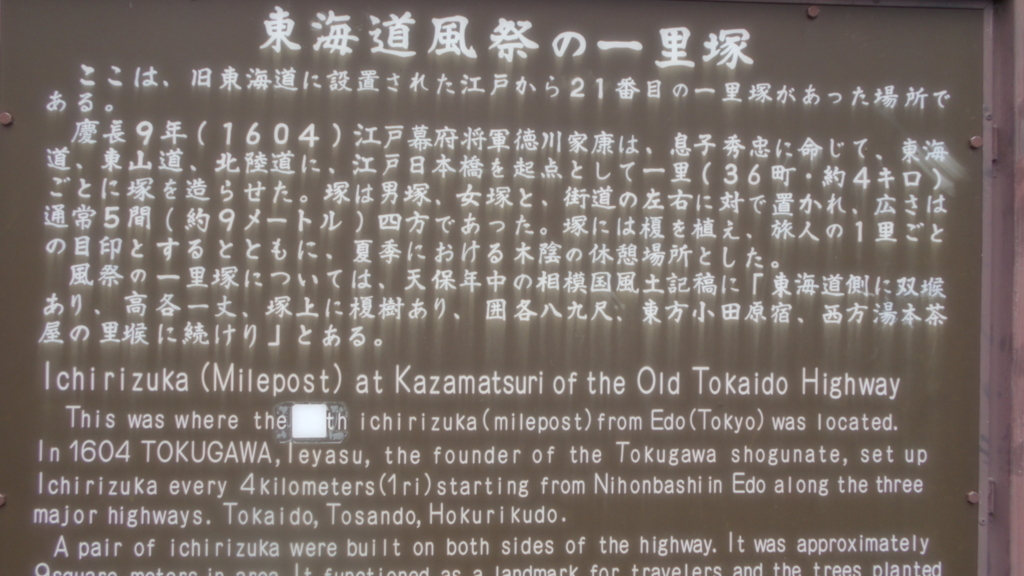 東海道風祭の一里塚
ここは、旧東海道に設置された江戸から21番目の一里塚があった場所で
ある。
慶長9年(1604)江戸幕府将軍徳川家康は、息子秀忠に命じて、東海
道、東山道、北陸道に、江戸日本橋を起点として一里(36町・約4キロ)
ごとに塚を造らせた。塚は男塚、女塚と、街道の左右に対で置かれ、広さは
通常5間(約9メートル)四方であった。塚には榎を植え、旅人の1里ごと
の目印とするとともに、夏季における木陰の休憩場所とした。
風祭の一里塚については、天保年中の相模国風土記稿に「東海道側に双堠
あり、高各一丈、塚上に榎樹あり、囲各八九尺、東方小田原宿、西方湯本茶
屋の里堠に続けり」とある。
Ichirizuka (Milepost) at Kazamatsuri of the Old Tokaido Highway
This was where the th ichirizuka(milepost) from Edo(Tokyo) was located.
In 1604 TOKUGAWA, Ieyasu, the founder of the Tokugawa shogunate, set up
Ichirizuka every 4kilometers(1ri) starting from Nihonbashi in Edo along the three
major highways. Tokaido, Tosando, Hokurikudo.
A pair of ichirizuka were built on both sides of the highway. It was approximately
9square meters in area. It functioned as a landmark for travelers and the trees planted